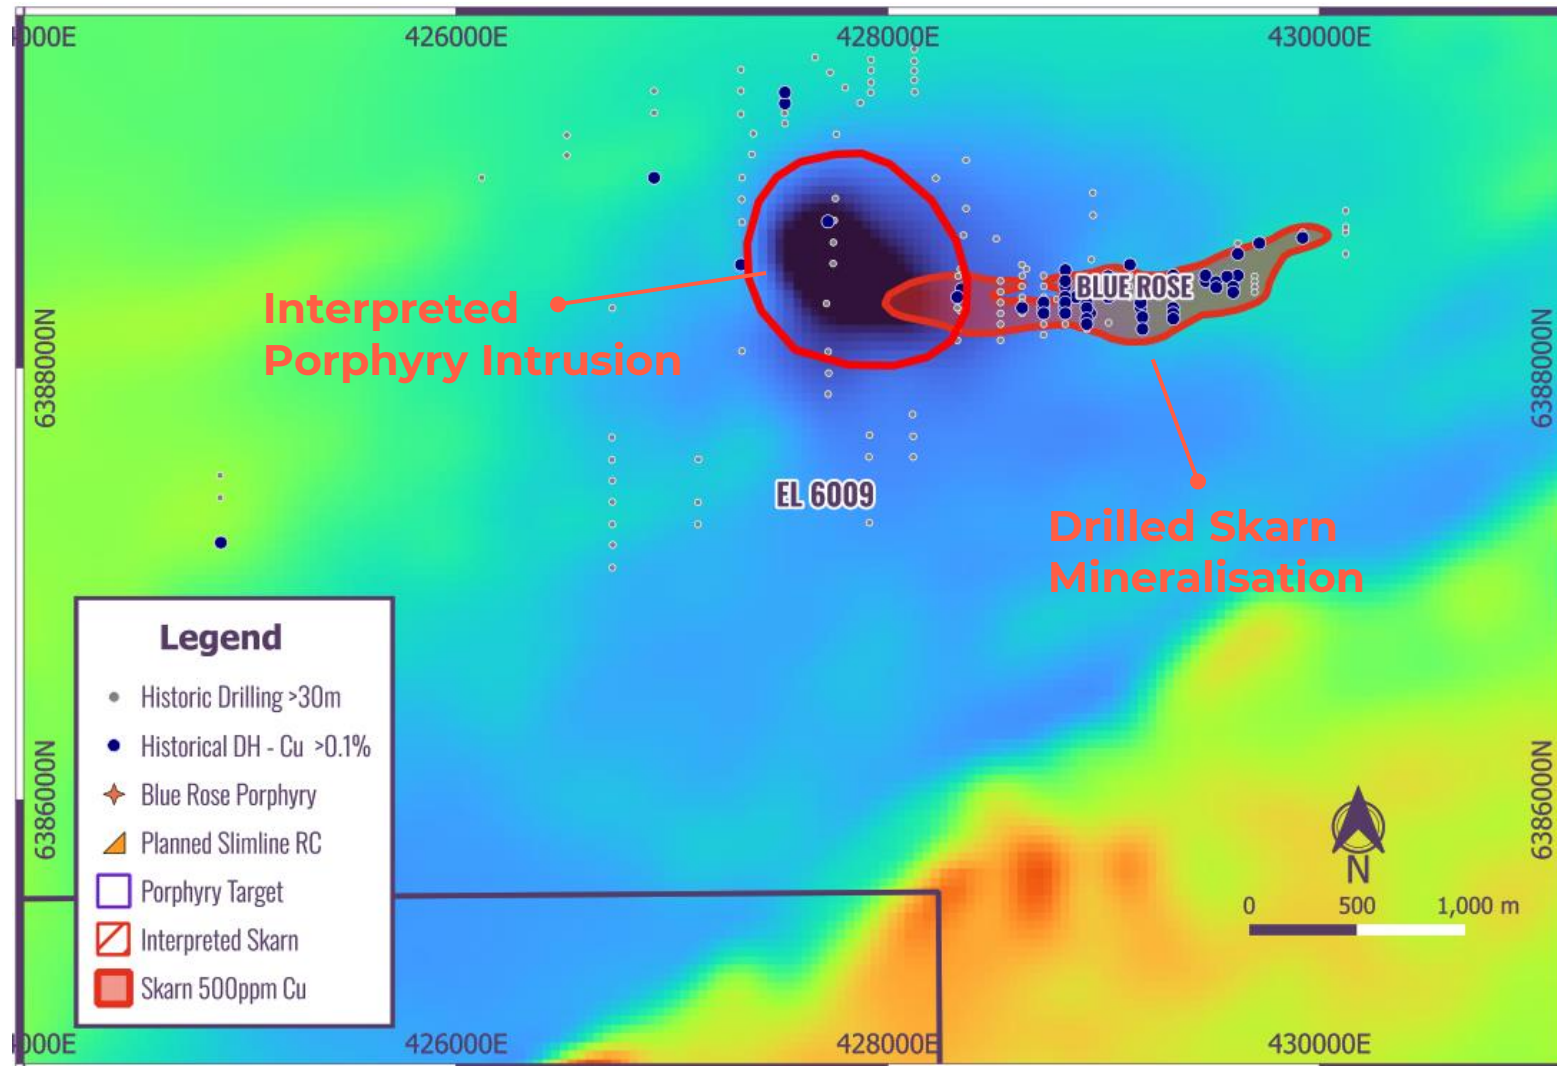 000E
426000E
428000E
430000E
Interpreted
Porphyry Intrusion
BLUE ROSE
6388000N
6388000N
EL 6009
Drilled Skarn
Mineralisation
Legend
Historic Drilling >30m
Historical DH - Cu >0.1%
Blue Rose Porphyry
Planned Slimline RC
Porphyry Target
Interpreted Skarn
Skarn 500ppm Cu
6386000N
6386000N
N
0 500 1,000 m
000E
426000E
428000E
430000E